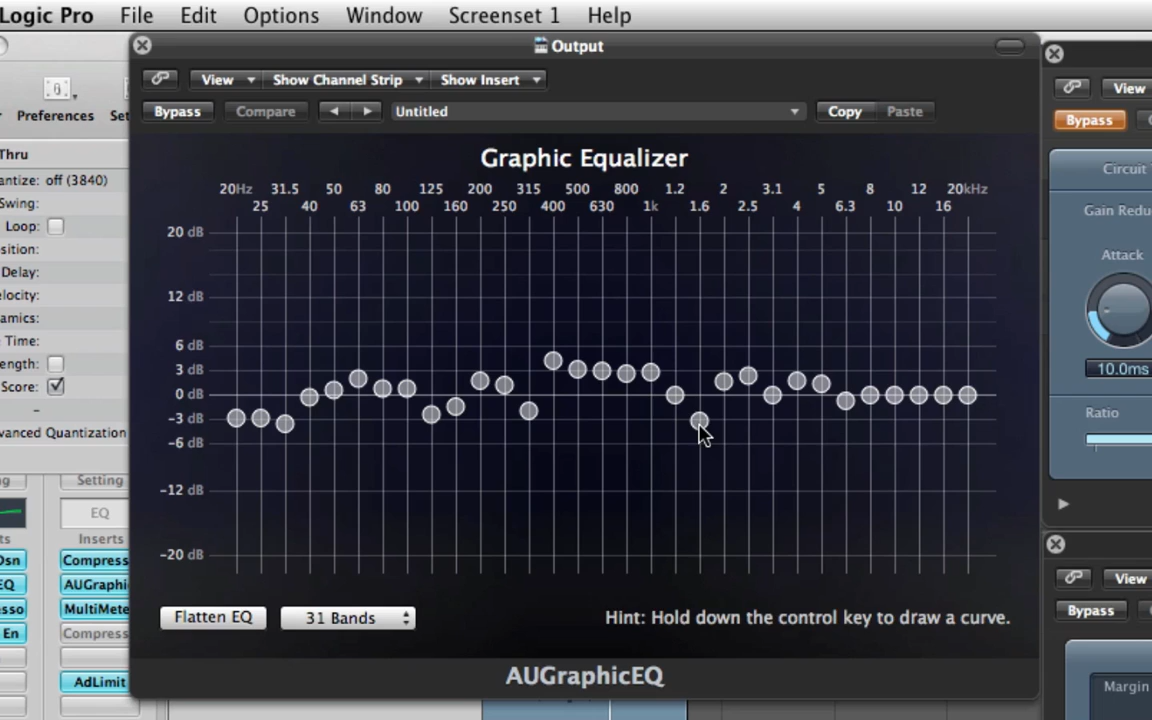 Logic Pro File Edit Options Window Screenset 1 Help
Output
View Show Channel Strip Show Insert
Bypass Compare Untitled Copy Paste
Graphic Equalizer
20Hz 31.5 50 80 125 200 315 500 800 1.2 2 3.1 5 8 12 20kHz
25 40 63 100 160 250 400 630 1k 1.6 2.5 4 6.3 10 16
20 dB
12 dB
6 dB
3 dB
0 dB
-3 dB
-6 dB
-12 dB
-20 dB
Flatten EQ 31 Bands Hint: Hold down the control key to draw a curve.
AUGraphicEQ
Preferences
Thru
off (3840)
Swing:
Loop:
Delay:
Time:
Score:
-
Quantization
Setting
EQ
Inserts
Compress
EQ AUGraphi
MultiMete
En Compress
AdLimit
View
Bypass
Circuit
Gain Redu
Attack
10.0ms
Ratio
View
Bypass
Margin